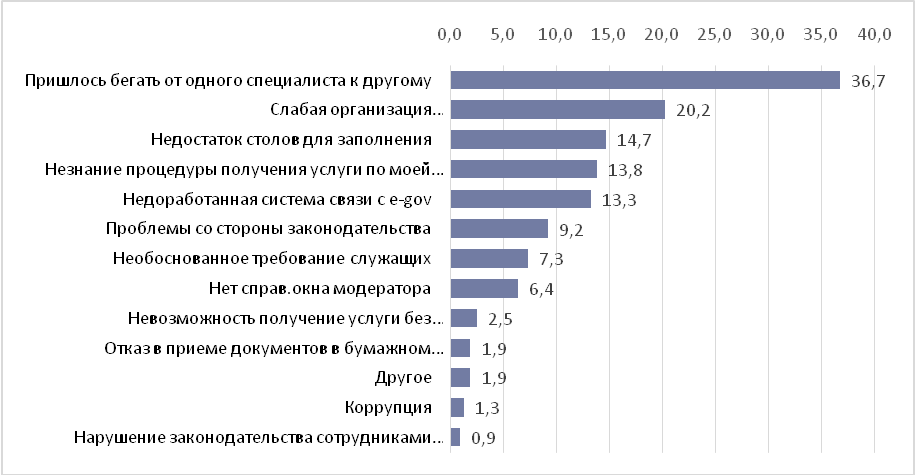 0,0 5,0 10,0 15,0 20,0 25,0 30,0 35,0 40,0
Пришлось бегать от одного специалиста к другому 36,7
Слабая организация... 20,2
Недостаток столов для заполнения 14,7
Незнание процедуры получения услуги по моей... 13,8
Недоработанная система связи с e-gov 13,3
Проблемы со стороны законодательства 9,2
Необоснованное требование служащих 7,3
Нет справ.окна модератора 6,4
Невозможность получение услуги без... 2,5
Отказ в приеме документов в бумажном... 1,9
Другое 1,9
Коррупция 1,3
Нарушение законодательства сотрудниками... 0,9